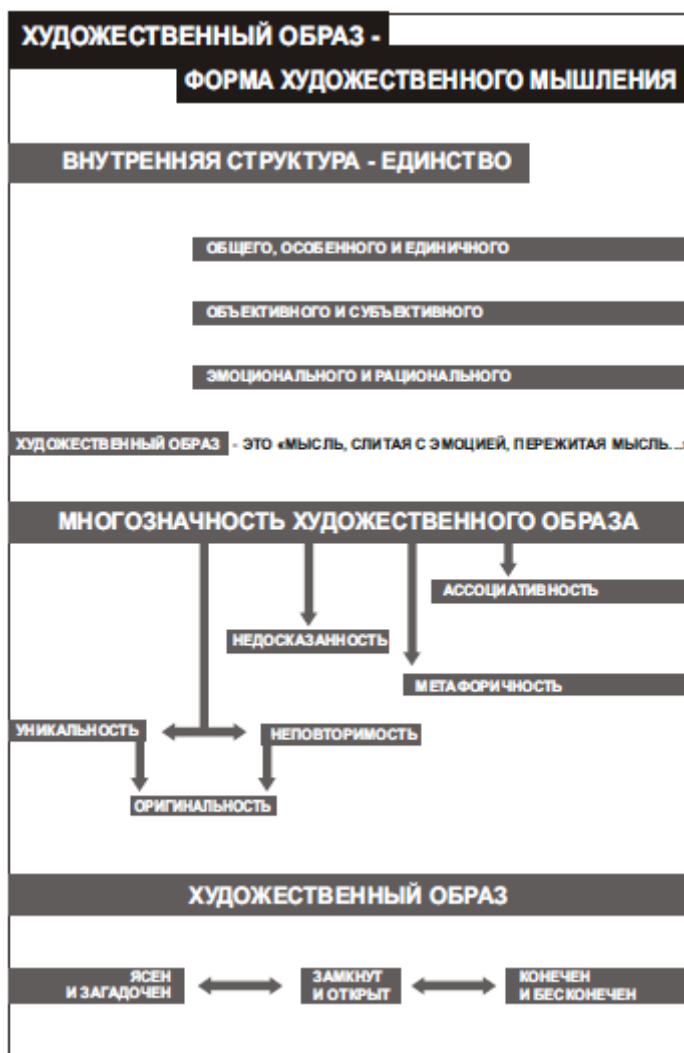 ХУДОЖЕСТВЕННЫЙ ОБРАЗ -
ФОРМА ХУДОЖЕСТВЕННОГО МЫШЛЕНИЯ
ВНУТРЕННЯЯ СТРУКТУРА - ЕДИНСТВО
ОБЩЕГО, ОСОБЕННОГО И ЕДИНИЧНОГО
ОБЪЕКТИВНОГО И СУБЪЕКТИВНОГО
ЭМОЦИОНАЛЬНОГО И РАЦИОНАЛЬНОГО
ХУДОЖЕСТВЕННЫЙ ОБРАЗ - ЭТО «МЫСЛЬ, СЛИТАЯ С ЭМОЦИЕЙ, ПЕРЕЖИТАЯ МЫСЛЬ...»
МНОГОЗНАЧНОСТЬ ХУДОЖЕСТВЕННОГО ОБРАЗА
АССОЦИАТИВНОСТЬ
НЕДОСКАЗАННОСТЬ
МЕТАФОРИЧНОСТЬ
УНИКАЛЬНОСТЬ
НЕПОВТОРИМОСТЬ
ОРИГИНАЛЬНОСТЬ
ХУДОЖЕСТВЕННЫЙ ОБРАЗ
ЯСЕН
И ЗАГАДОЧЕН
ЗАМКНУТ
И ОТКРЫТ
КОНЕЧЕН
И БЕСКОНЕЧЕН